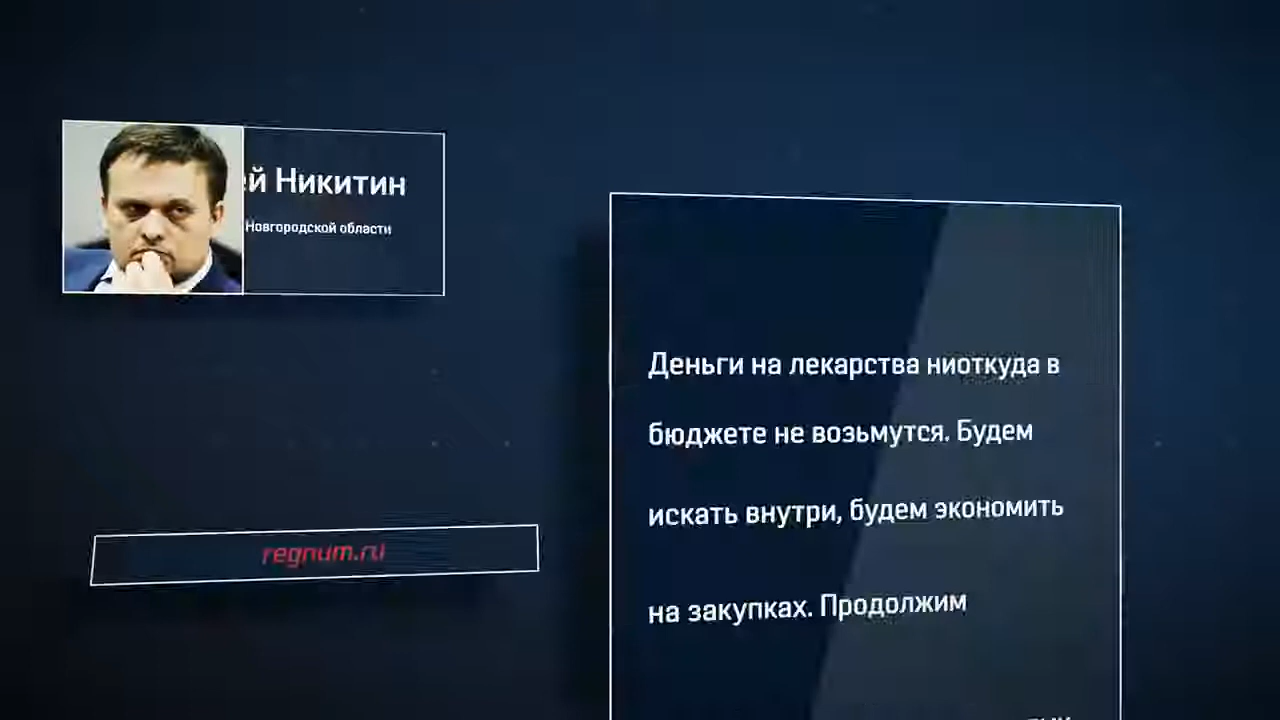 ей Никитин
Новгородской области
regnum.ru
Деньги на лекарства ниоткуда в
бюджете не возьмутся. Будем
искать внутри, будем экономить
на закупках. Продолжим